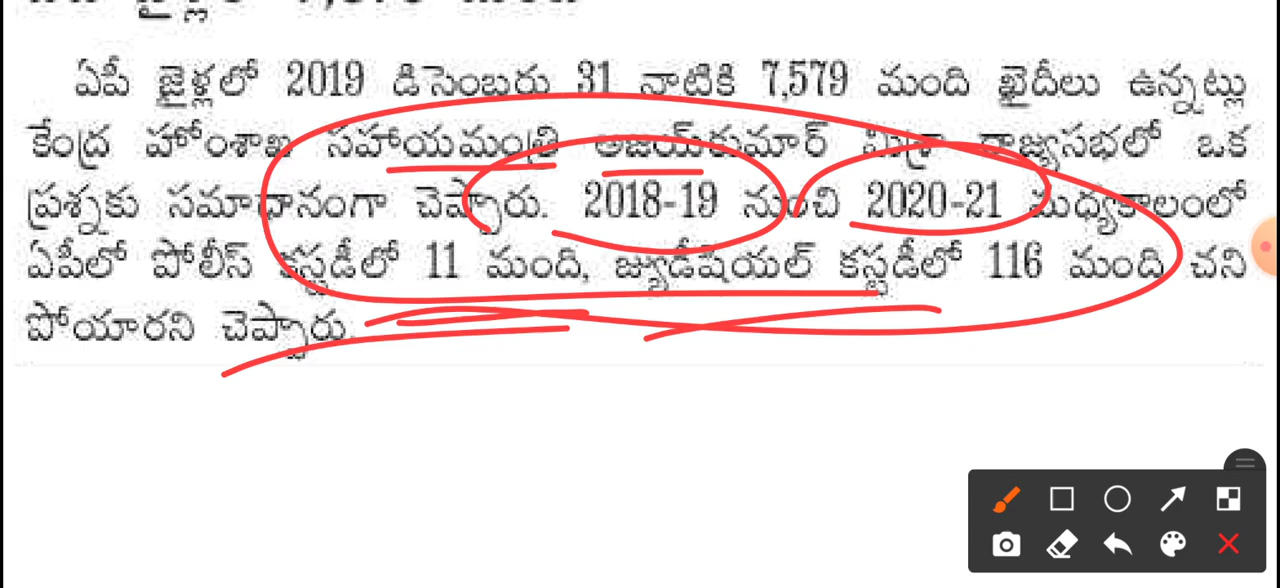 ఏపీ జైళ్లలో 2019 డిసెంబరు 31 నాటికి 7,579 మంది ఖైదీలు ఉన్నట్లు
కేంద్ర హోంశాఖ సహాయమంత్రి అజయ్‌కుమార్ మిశ్రా రాజ్యసభలో ఒక
ప్రశ్నకు సమాధానంగా చెప్పారు. 2018-19 నుంచి 2020-21 మధ్యకాలంలో
ఏపీలో పోలీస్ కస్టడీలో 11 మంది, జ్యుడీషియల్ కస్టడీలో 116 మంది చని
పోయారని చెప్పారు.